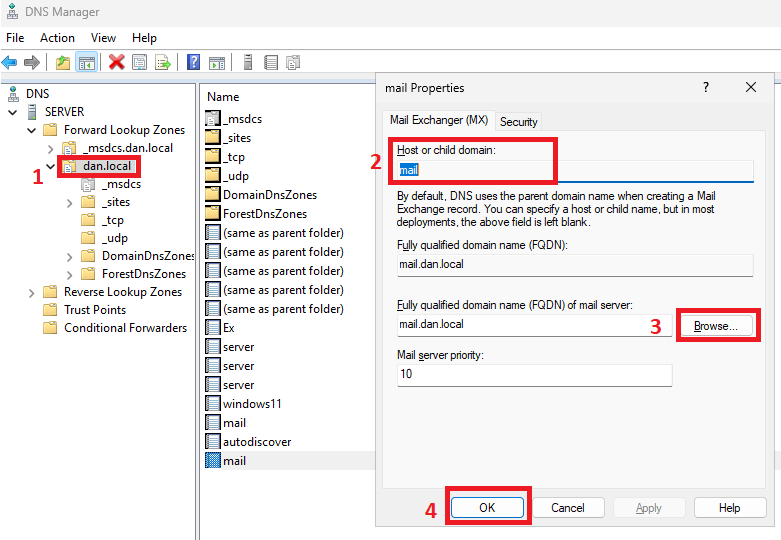 DNS Manager
File Action View Help
DNS
SERVER
Forward Lookup Zones
_msdcs.dan.local
1
dan.local
_msdcs
_sites
_tcp
_udp
DomainDnsZones
ForestDnsZones
Reverse Lookup Zones
Trust Points
Conditional Forwarders
Name
_msdcs
_sites
_tcp
_udp
DomainDnsZones
ForestDnsZones
(same as parent folder)
(same as parent folder)
(same as parent folder)
(same as parent folder)
(same as parent folder)
Ex
server
server
server
windows11
mail
autodiscover
mail
mail Properties
?
Mail Exchanger (MX) Security
2
Host or child domain:
mail
By default, DNS uses the parent domain name when creating a Mail
Exchange record. You can specify a host or child name, but in most
deployments, the above field is left blank.
Fully qualified domain name (FQDN):
mail.dan.local
Fully qualified domain name (FQDN) of mail server:
mail.dan.local
3
Browse...
Mail server priority:
10
4
OK Cancel Apply Help